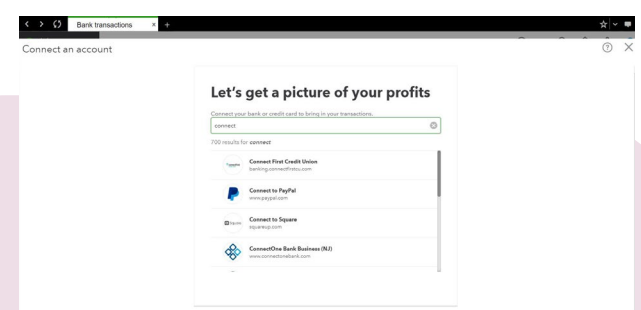 Bank transactions
Connect an account
Let's get a picture of your profits
Connect your bank or credit card to bring in your transactions.
connect
700 results for connect
Connect First Credit Union
banking.connectfirstcu.com
Connect to PayPal
www.paypal.com
Connect to Square
squareup.com
ConnectOne Bank Business (NJ)
www.connectonebank.com